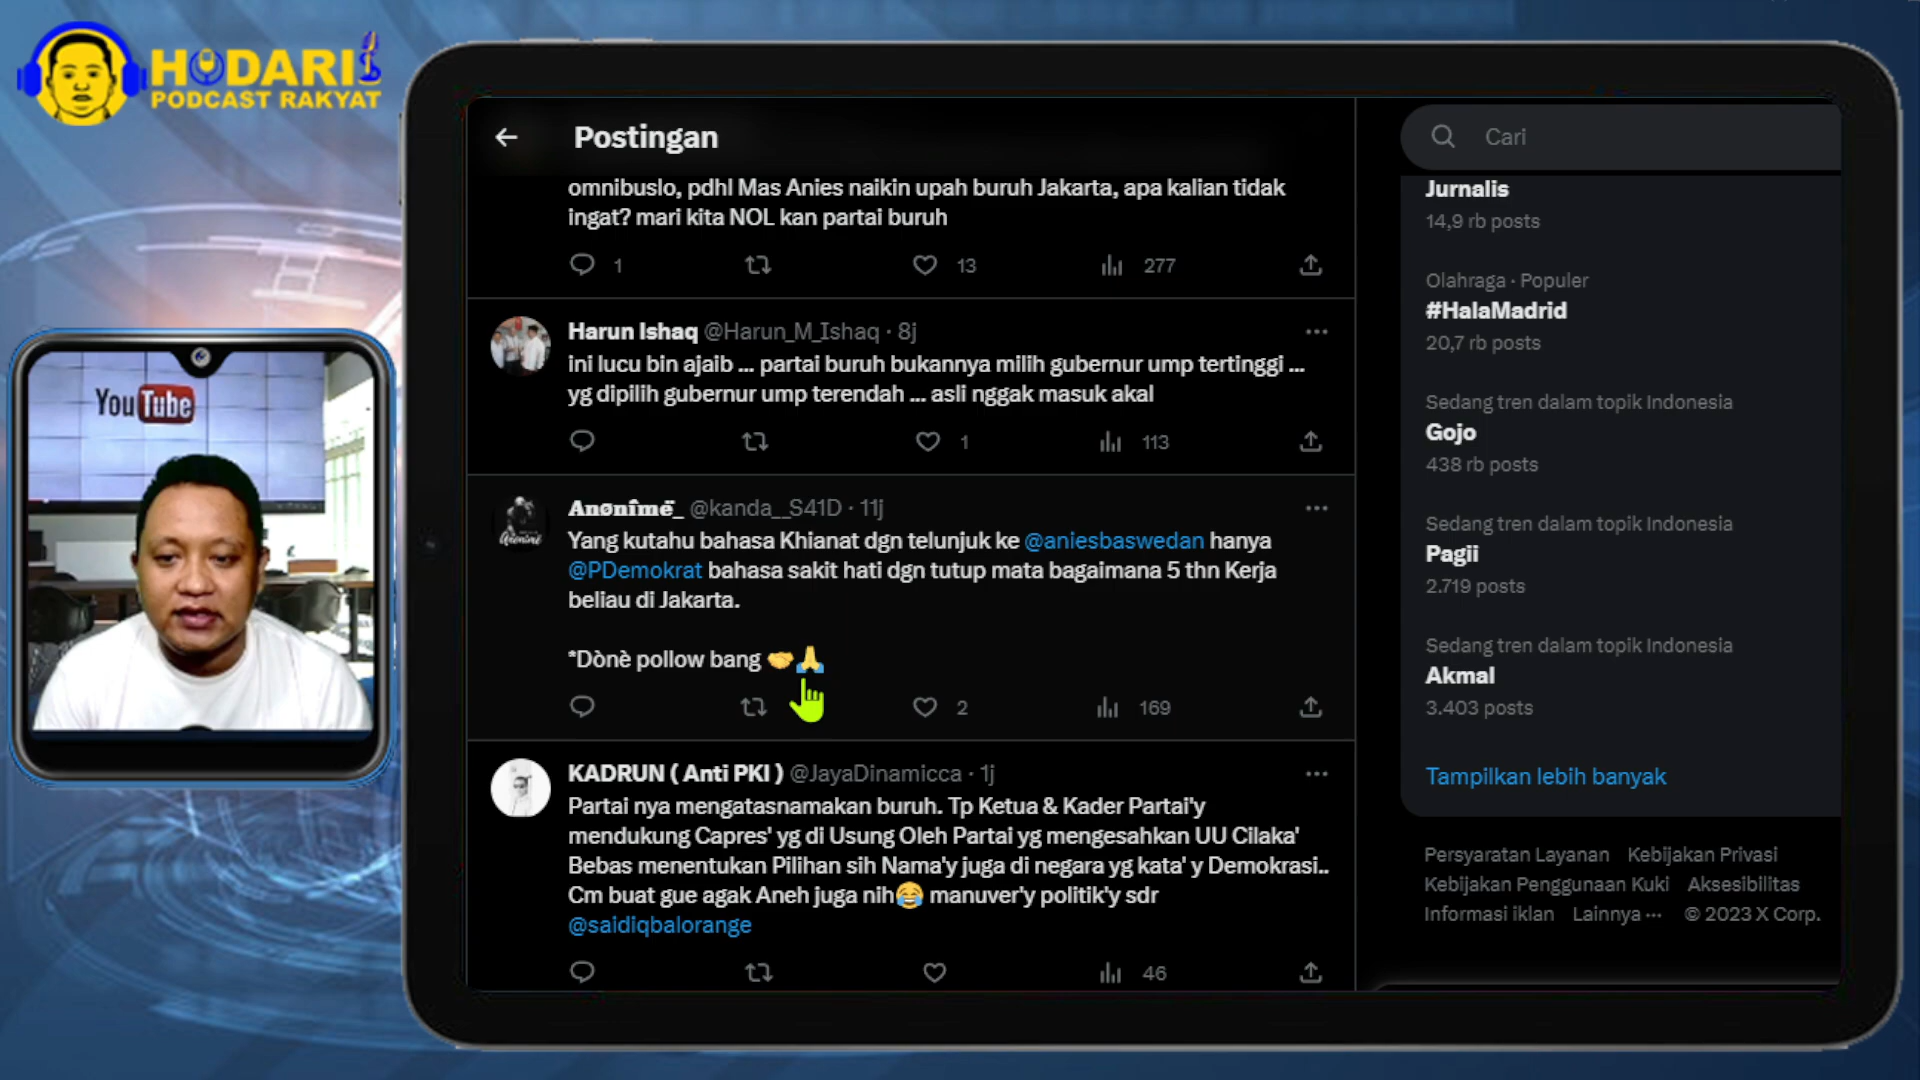 HODARI
PODCAST RAKYAT
YouTube
Postingan
omnibuslo, pdhl Mas Anies naikin upah buruh Jakarta, apa kalian tidak
ingat? mari kita NOL kan partai buruh
1
13
277
Harun Ishaq @Harun_M_Ishaq · 8j
ini lucu bin ajaib ... partai buruh bukannya milih gubernur ump tertinggi ...
yg dipilih gubernur ump terendah ... asli nggak masuk akal
1
113
Anønîmë_ @kanda__S41D · 11j
Yang kutahu bahasa Khianat dgn telunjuk ke @aniesbaswedan hanya
@PDemokrat bahasa sakit hati dgn tutup mata bagaimana 5 thn Kerja
beliau di Jakarta.
*Dònè pollow bang 🤝🙏
2
169
KADRUN ( Anti PKI ) @JayaDinamicca · 1j
Partai nya mengatasnamakan buruh. Tp Ketua & Kader Partai'y
mendukung Capres' yg di Usung Oleh Partai yg mengesahkan UU Cilaka'
Bebas menentukan Pilihan sih Nama'y juga di negara yg kata' y Demokrasi..
Cm buat gue agak Aneh juga nih😂 manuver'y politik'y sdr
@saidiqbalorange
46
Cari
Jurnalis
14,9 rb posts
Olahraga · Populer
#HalaMadrid
20,7 rb posts
Sedang tren dalam topik Indonesia
Gojo
438 rb posts
Sedang tren dalam topik Indonesia
Pagii
2.719 posts
Sedang tren dalam topik Indonesia
Akmal
3.403 posts
Tampilkan lebih banyak
Persyaratan Layanan Kebijakan Privasi
Kebijakan Penggunaan Kuki Aksesibilitas
Informasi iklan Lainnya ··· © 2023 X Corp.